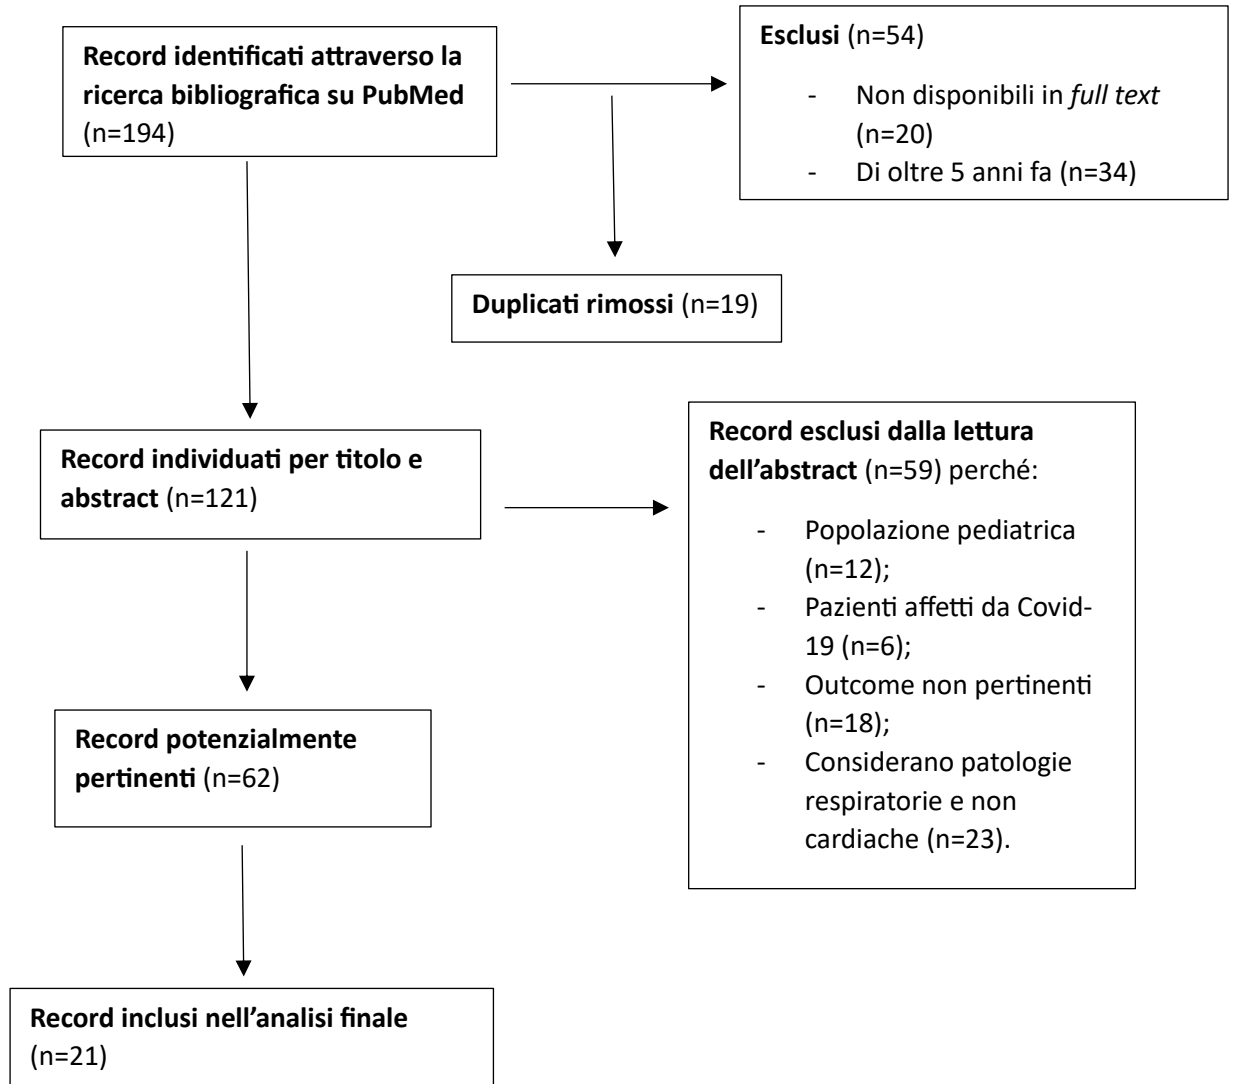 Record identificati attraverso la
ricerca bibliografica su PubMed
(n=194)
Esclusi (n=54)
- Non disponibili in full text
(n=20)
- Di oltre 5 anni fa (n=34)
Duplicati rimossi (n=19)
Record individuati per titolo e
abstract (n=121)
Record esclusi dalla lettura
dell’abstract (n=59) perché:
- Popolazione pediatrica
(n=12);
- Pazienti affetti da Covid-
19 (n=6);
- Outcome non pertinenti
(n=18);
- Considerano patologie
respiratorie e non
cardiache (n=23).
Record potenzialmente
pertinenti (n=62)
Record inclusi nell’analisi finale
(n=21)